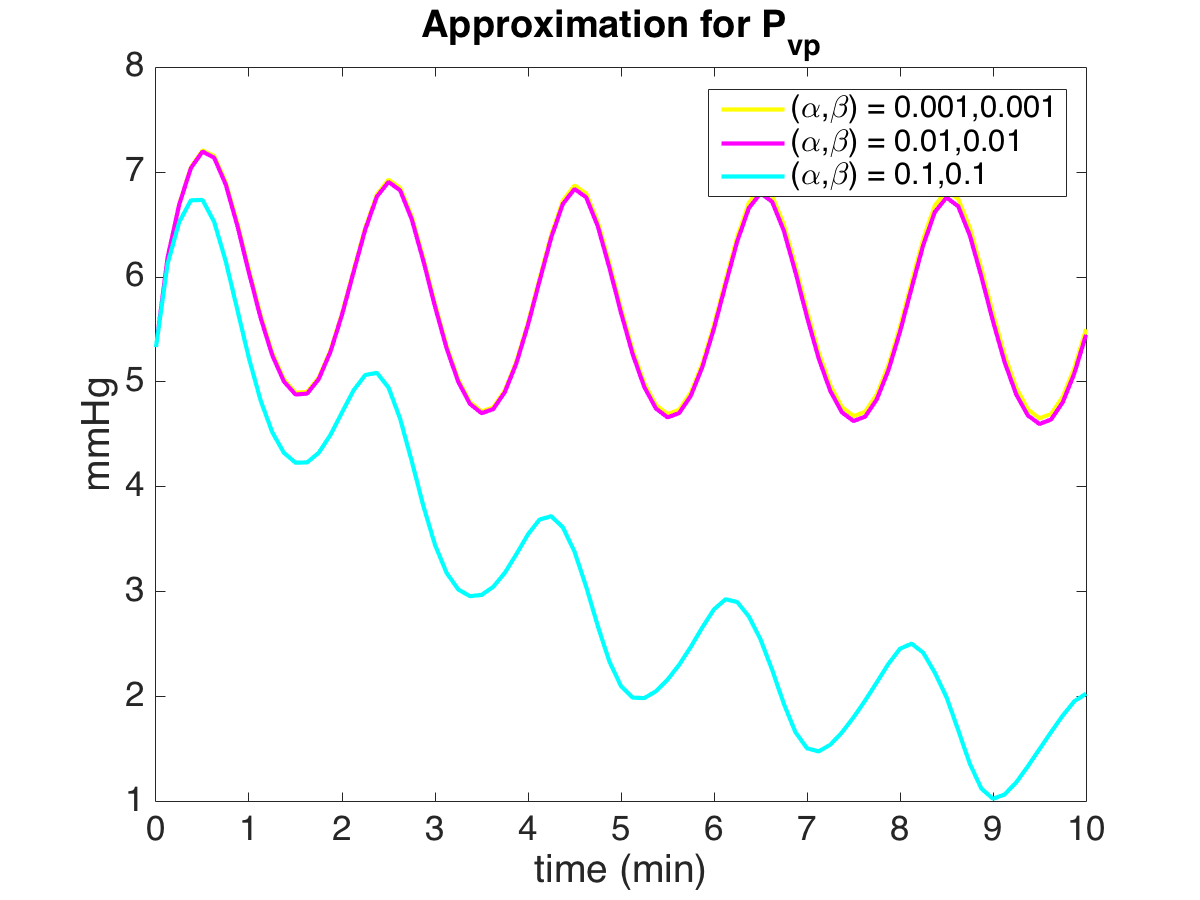 Approximation for P_vp
8
7
6
5
4
3
2
1
mmHg
(α,β) = 0.001,0.001
(α,β) = 0.01,0.01
(α,β) = 0.1,0.1
0 1 2 3 4 5 6 7 8 9 10
time (min)